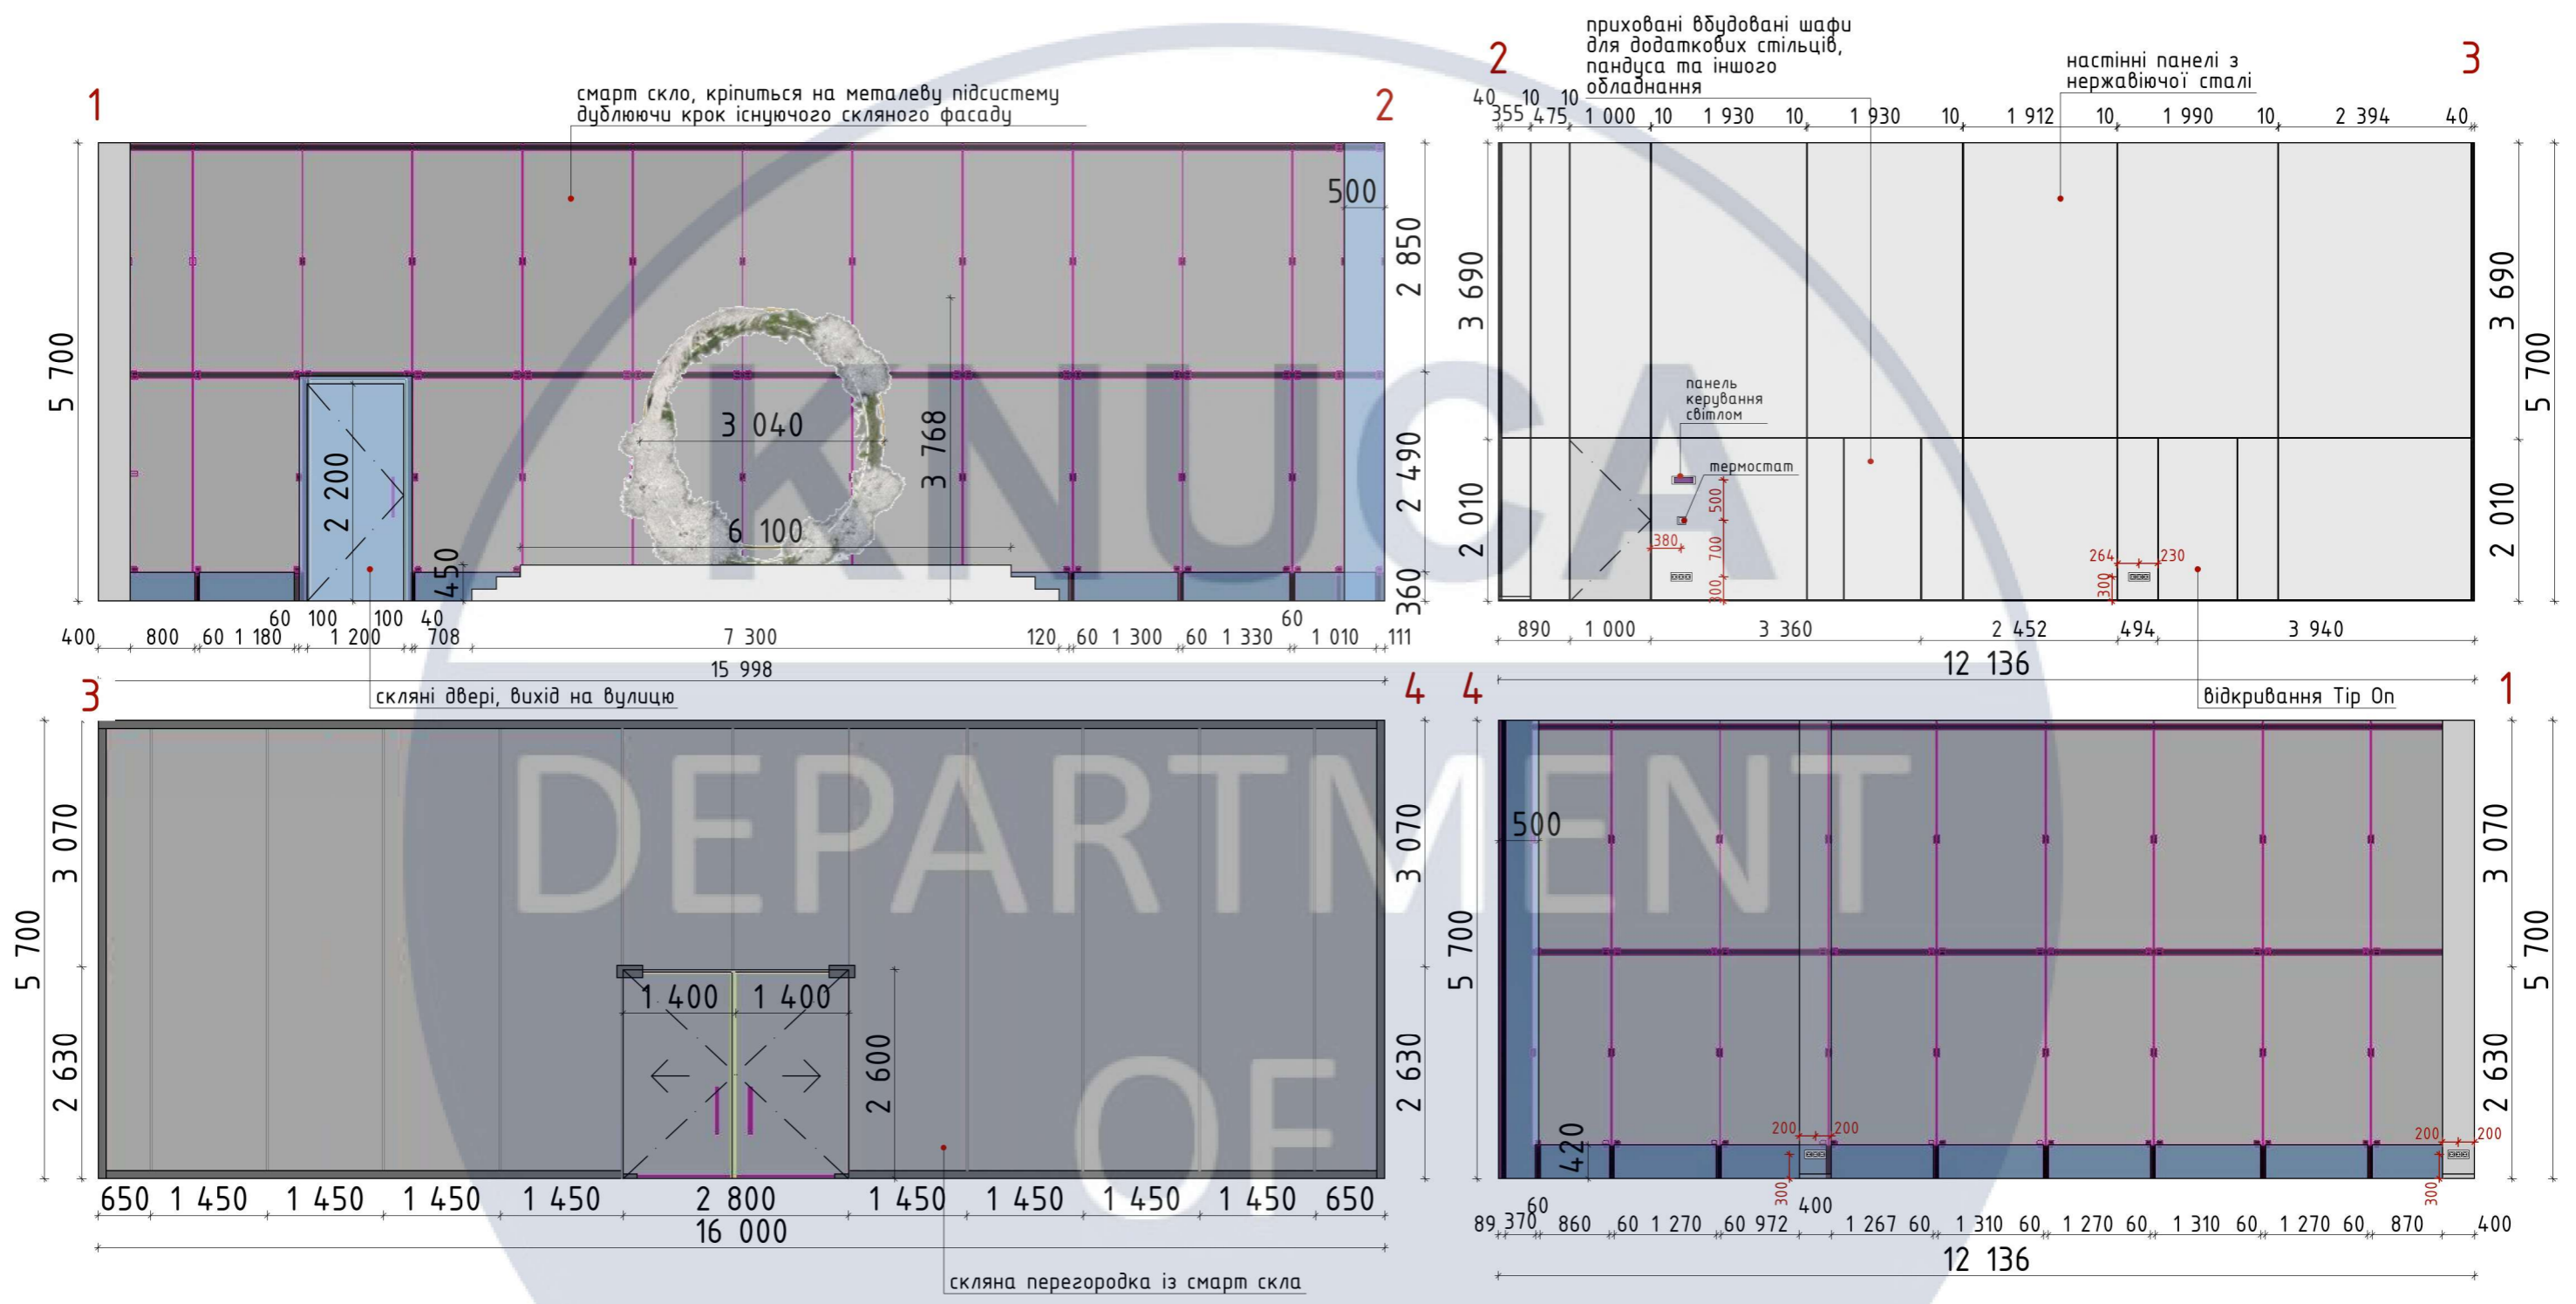 1
смарт скло, кріпиться на металеву підсистему
дублюючи крок існуючого скляного фасаду
2
5 700
500
2 850
2 490
360
3 040
3 768
6 100
2 200
450
60 100 100 40 60
400 800 60 1 180 1 200 708 7 300 120 60 1 300 60 1 330 1 010 111
15 998
скляні двері, вихід на вулицю
2
приховані вбудовані шафи
для додаткових стільців,
пандуса та іншого
обладнання
настінні панелі з
нержавіючої сталі
3
40 10 10
355 475 1 000 10 1 930 10 1 930 10 1 912 10 1 990 10 2 394 40
3 690
2 010
3 690
2 010
5 700
панель
керування
світлом
термостат
500
380
700
300
264 230
300
890 1 000 3 360 2 452 494 3 940
12 136
відкривання Tip On
3
4
5 700
3 070
2 630
3 070
2 630
1 400 1 400
2 600
650 1 450 1 450 1 450 1 450 2 800 1 450 1 450 1 450 1 450 650
16 000
скляна перегородка із смарт скла
4
1
5 700
500
420
3 070
2 630
5 700
200 200
300
200 200
300
60 400
89 370 860 60 1 270 60 972 1 267 60 1 310 60 1 270 60 1 310 60 1 270 60 870 400
12 136
KNUCA
DEPARTMENT
OF